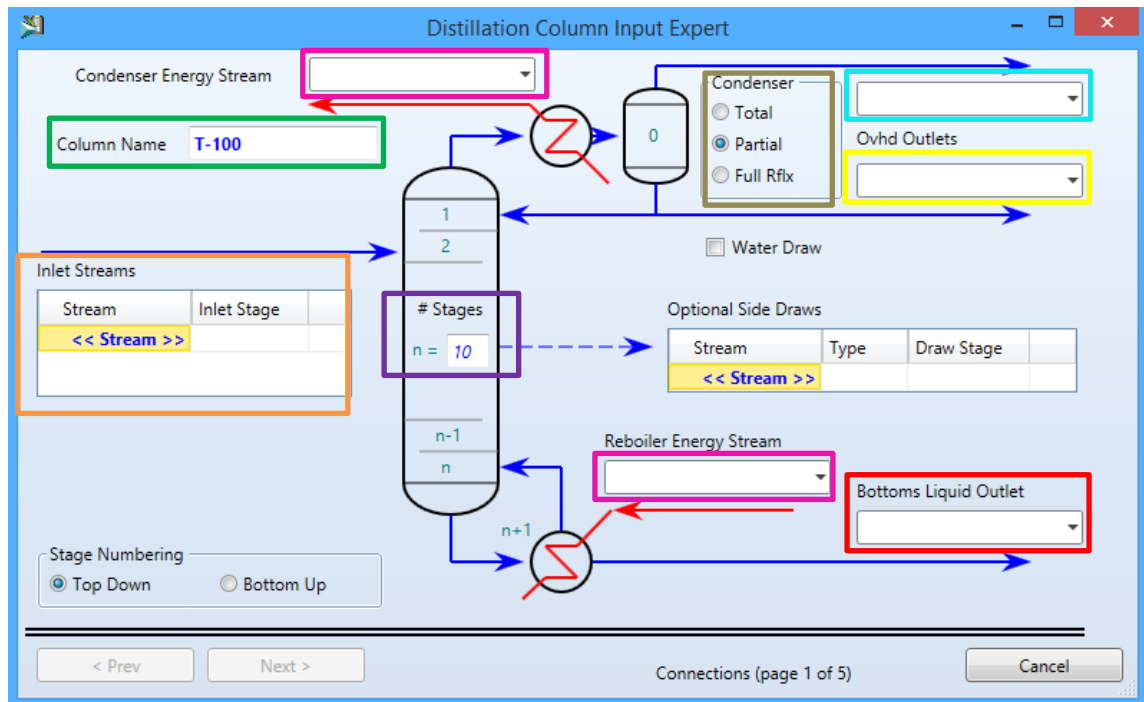 Distillation Column Input Expert
Condenser Energy Stream
Column Name T-100
Condenser
Total
Partial
Full Rflx
0
Ovhd Outlets
1
2
Water Draw
Inlet Streams
Stream Inlet Stage
<< Stream >>
# Stages
n = 10
Optional Side Draws
Stream Type Draw Stage
<< Stream >>
n-1
n
Reboiler Energy Stream
Bottoms Liquid Outlet
n+1
Stage Numbering
Top Down Bottom Up
< Prev Next > Connections (page 1 of 5) Cancel